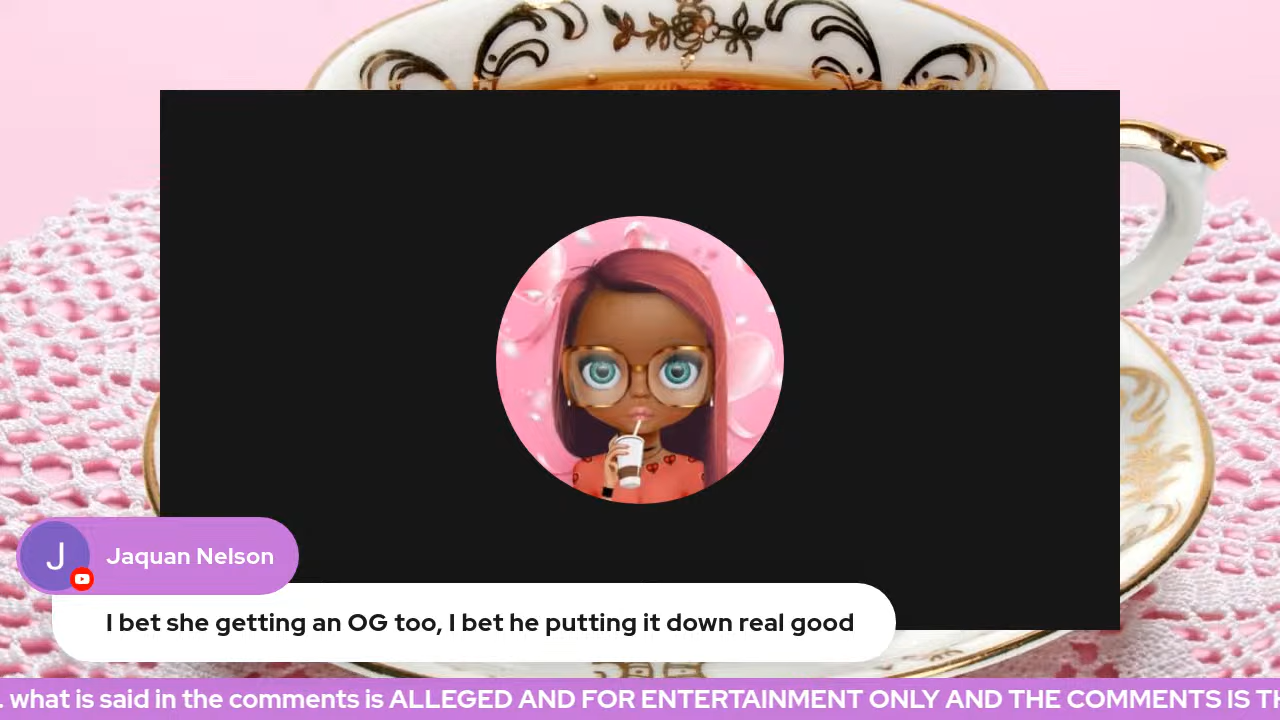 J
Jaquan Nelson
I bet she getting an OG too, I bet he putting it down real good
. what is said in the comments is ALLEGED AND FOR ENTERTAINMENT ONLY AND THE COMMENTS IS